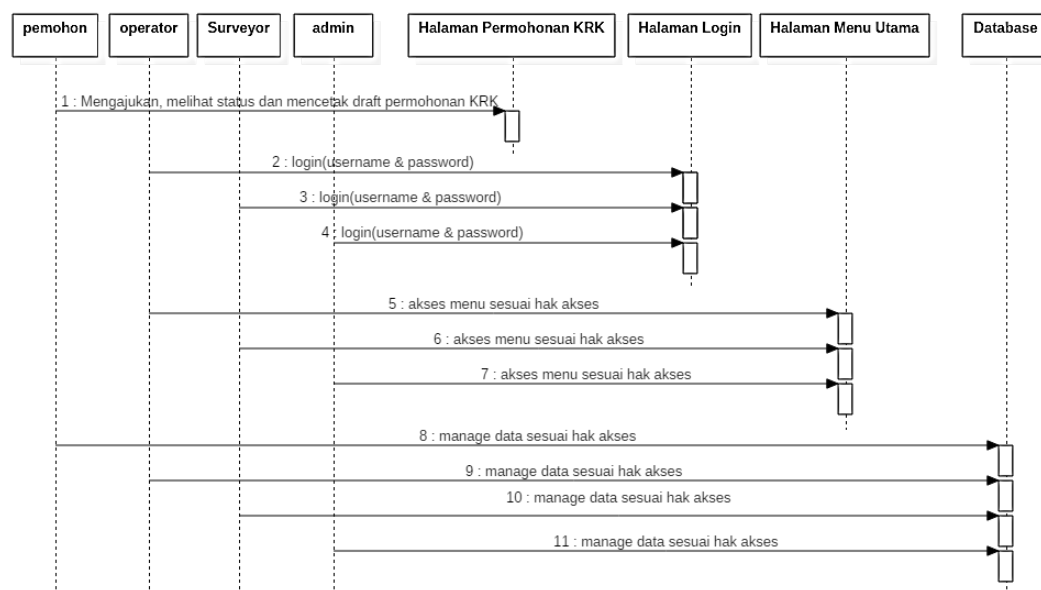 pemohon
operator
Surveyor
admin
Halaman Permohonan KRK
Halaman Login
Halaman Menu Utama
Database
1 : Mengajukan, melihat status dan mencetak draft permohonan KRK
2 : login(username & password)
3 : login(username & password)
4 : login(username & password)
5 : akses menu sesuai hak akses
6 : akses menu sesuai hak akses
7 : akses menu sesuai hak akses
8 : manage data sesuai hak akses
9 : manage data sesuai hak akses
10 : manage data sesuai hak akses
11 : manage data sesuai hak akses